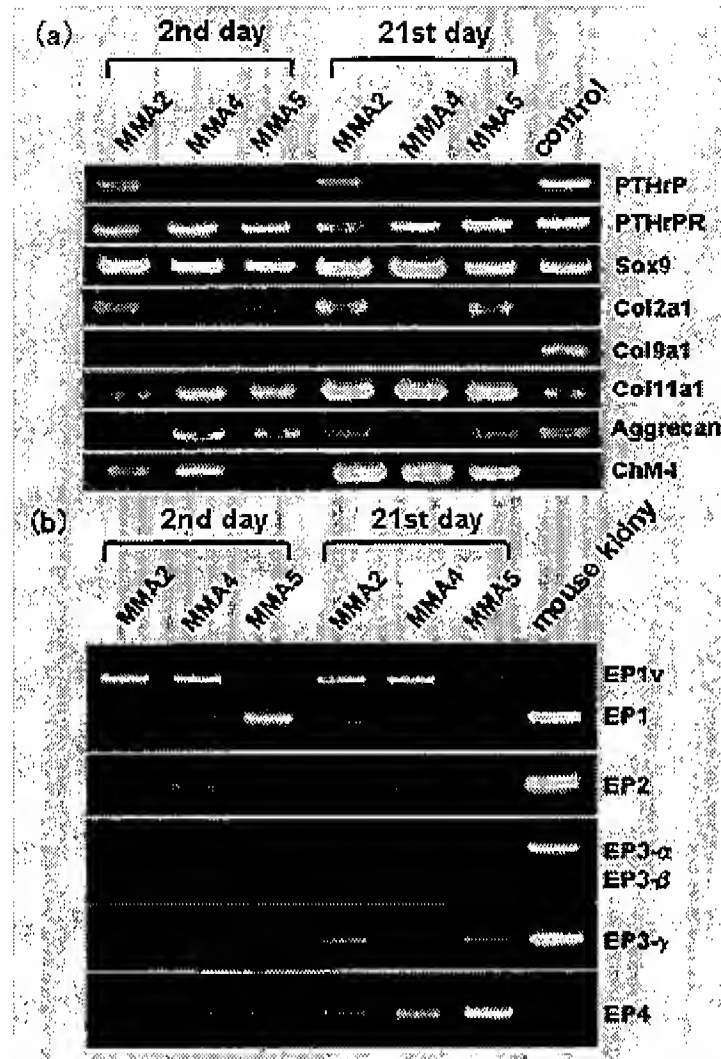 (a)
2nd day 21st day
MMA2 MMA4 MMA5 MMA2 MMA4 MMA5 control
PTHrP
PTHrPR
Sox9
Col2a1
Col9a1
Col11a1
Aggrecan
ChM-I
(b)
2nd day 21st day
MMA2 MMA4 MMA5 MMA2 MMA4 MMA5 mouse kidny
EP1v
EP1
EP2
EP3-α
EP3-β
EP3-γ
EP4